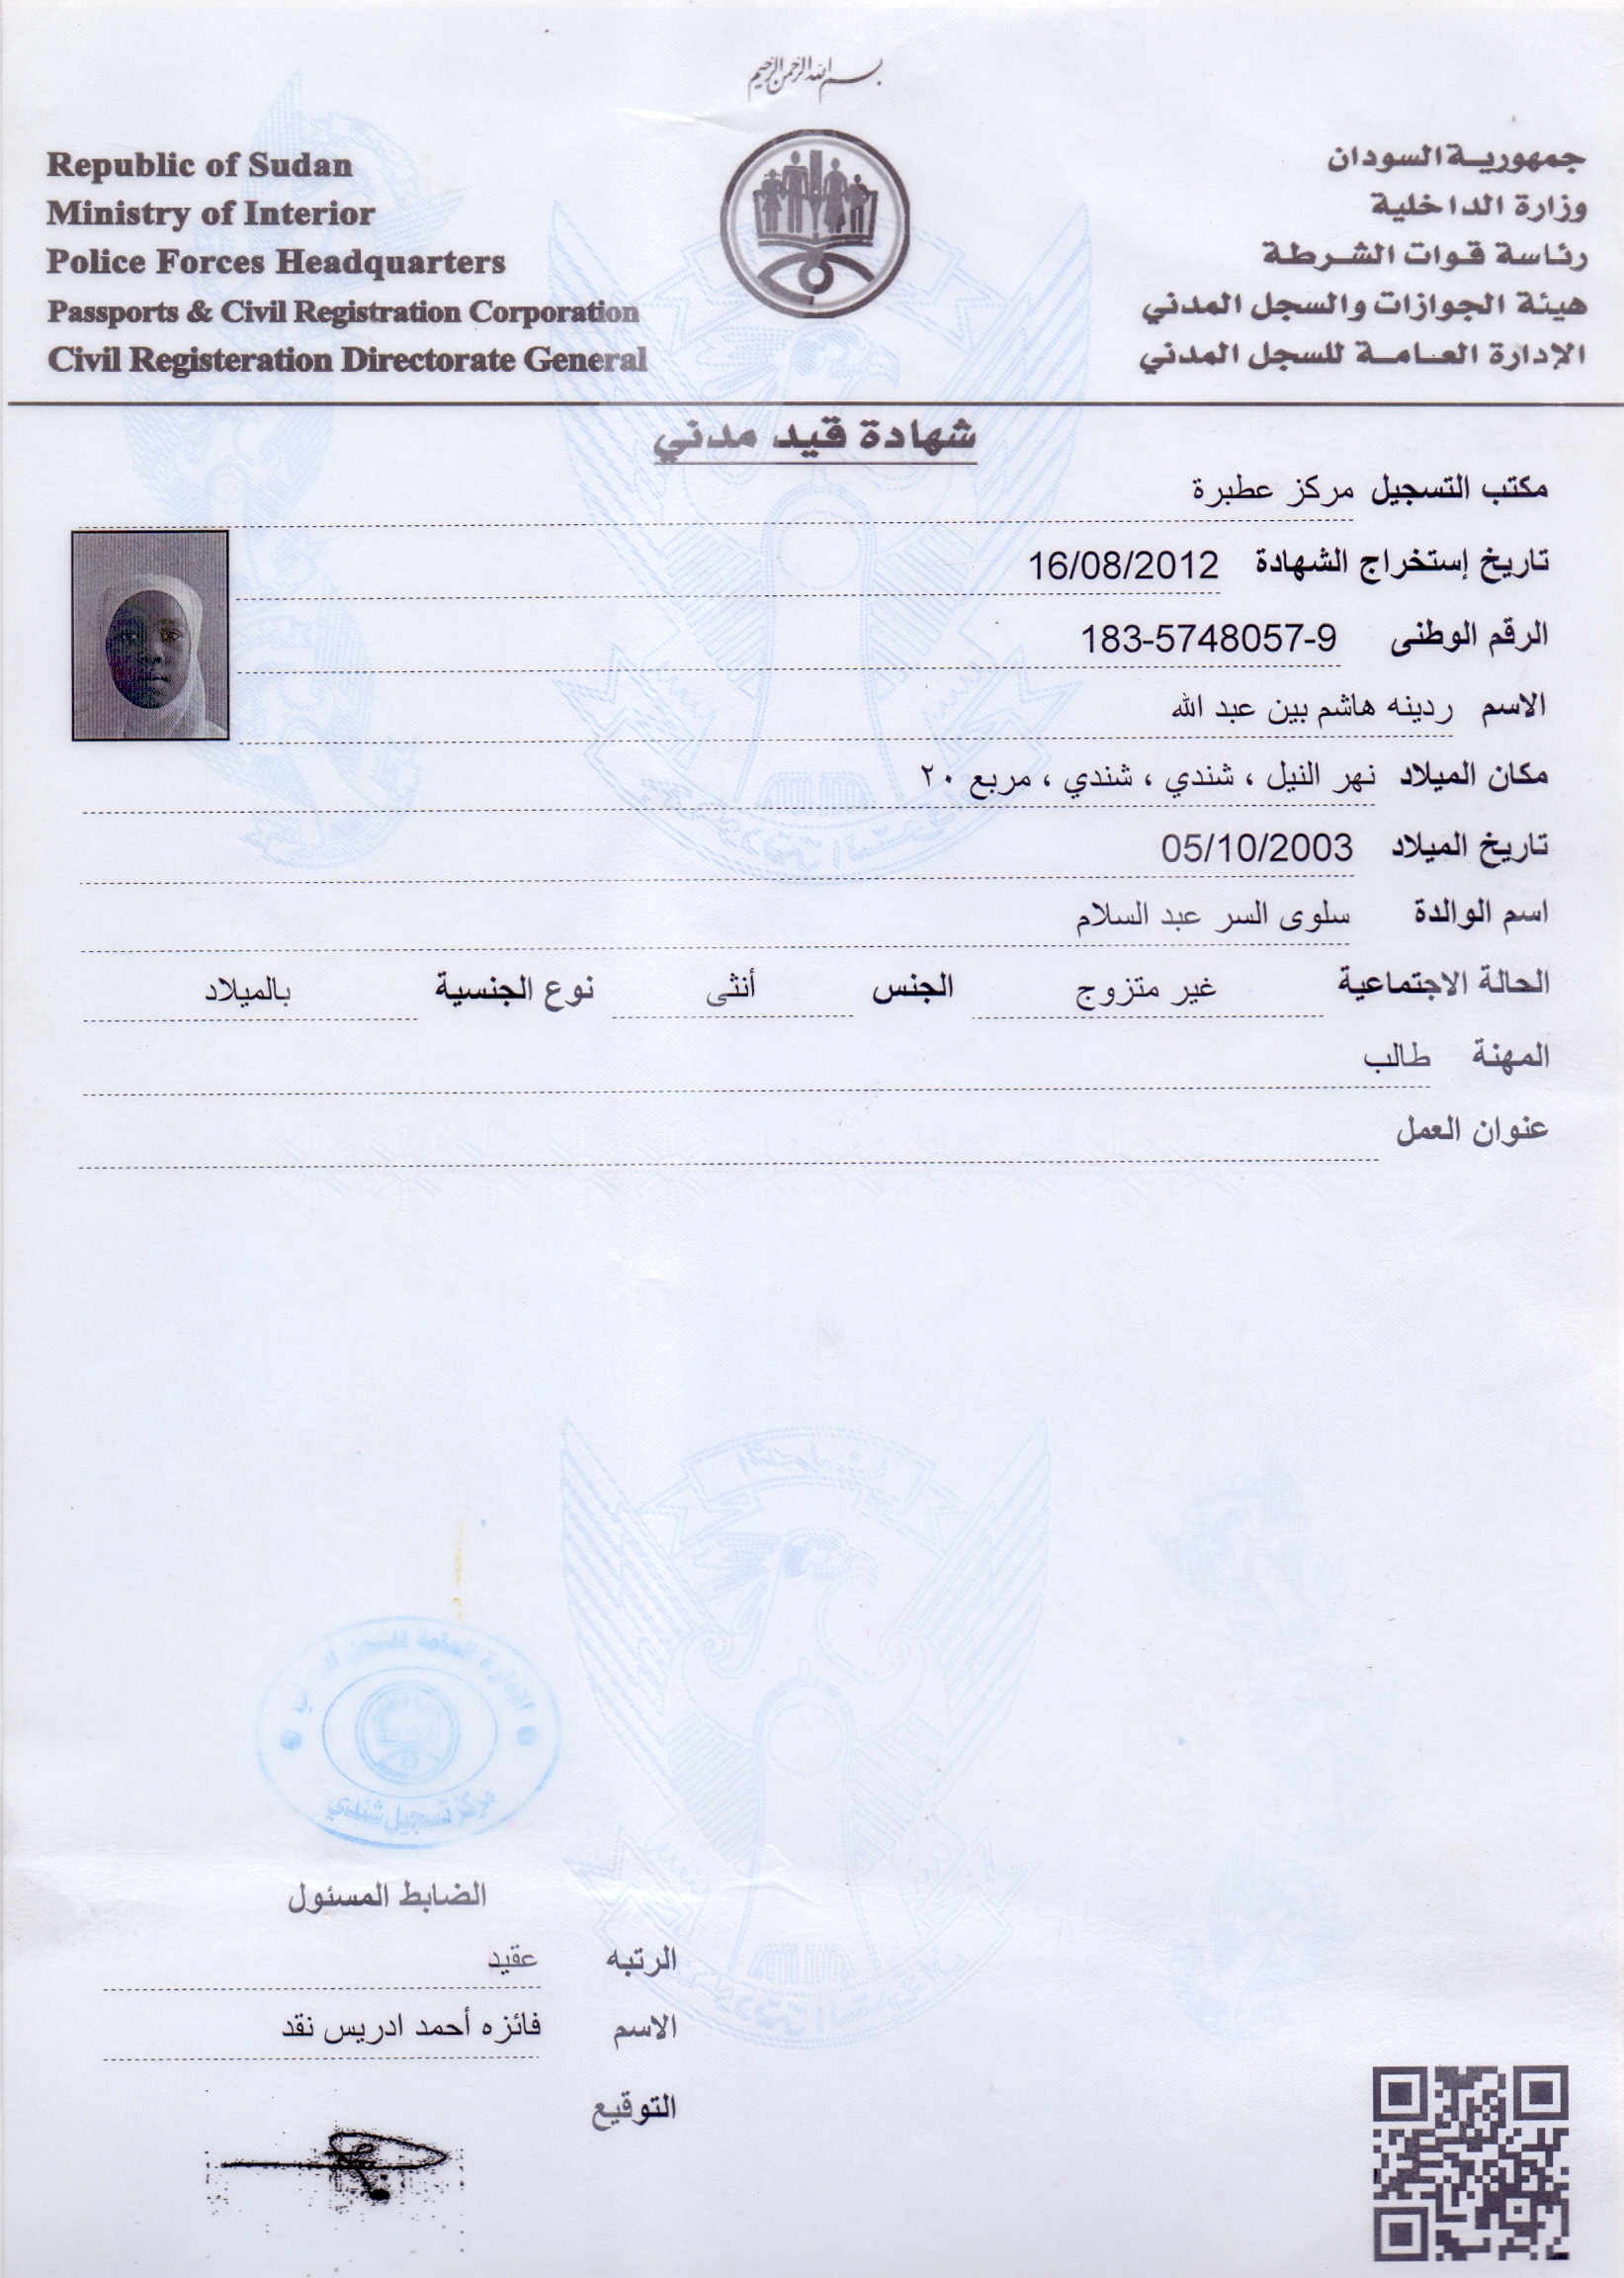 بسم الله الرحمن الرحيم
Republic of Sudan
Ministry of Interior
Police Forces Headquarters
Passports & Civil Registration Corporation
Civil Registeration Directorate General
جمهورية السودان
وزارة الداخلية
رئاسة قوات الشرطة
هيئة الجوازات والسجل المدني
الإدارة العامة للسجل المدني
شهادة قيد مدني
مكتب التسجيل مركز عطبرة
تاريخ إستخراج الشهادة 16/08/2012
الرقم الوطنى 183-5748057-9
الاسم ردينه هاشم بين عبد الله
مكان الميلاد نهر النيل ، شندي ، شندي ، مربع ٢٠
تاريخ الميلاد 05/10/2003
اسم الوالدة سلوى السر عبد السلام
الحالة الاجتماعية غير متزوج الجنس أنثى نوع الجنسية بالميلاد
المهنة طالب
عنوان العمل
الإدارة العامة للسجل
مركز تسجيل شندي
الضابط المسئول
الرتبه عقيد
الاسم فائزه أحمد ادريس نقد
التوقيع